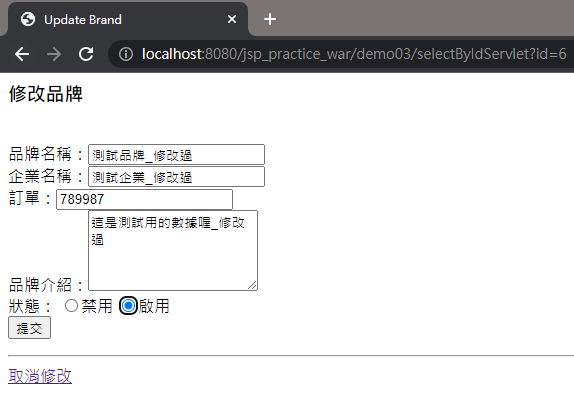 Update Brand
localhost:8080/jsp_practice_war/demo03/selectByIdServlet?id=6
修改品牌
品牌名稱：測試品牌_修改過
企業名稱：測試企業_修改過
訂單：789987
這是測試用的數據喔_修改
過
品牌介紹：
狀態： 禁用 啟用
提交
取消修改